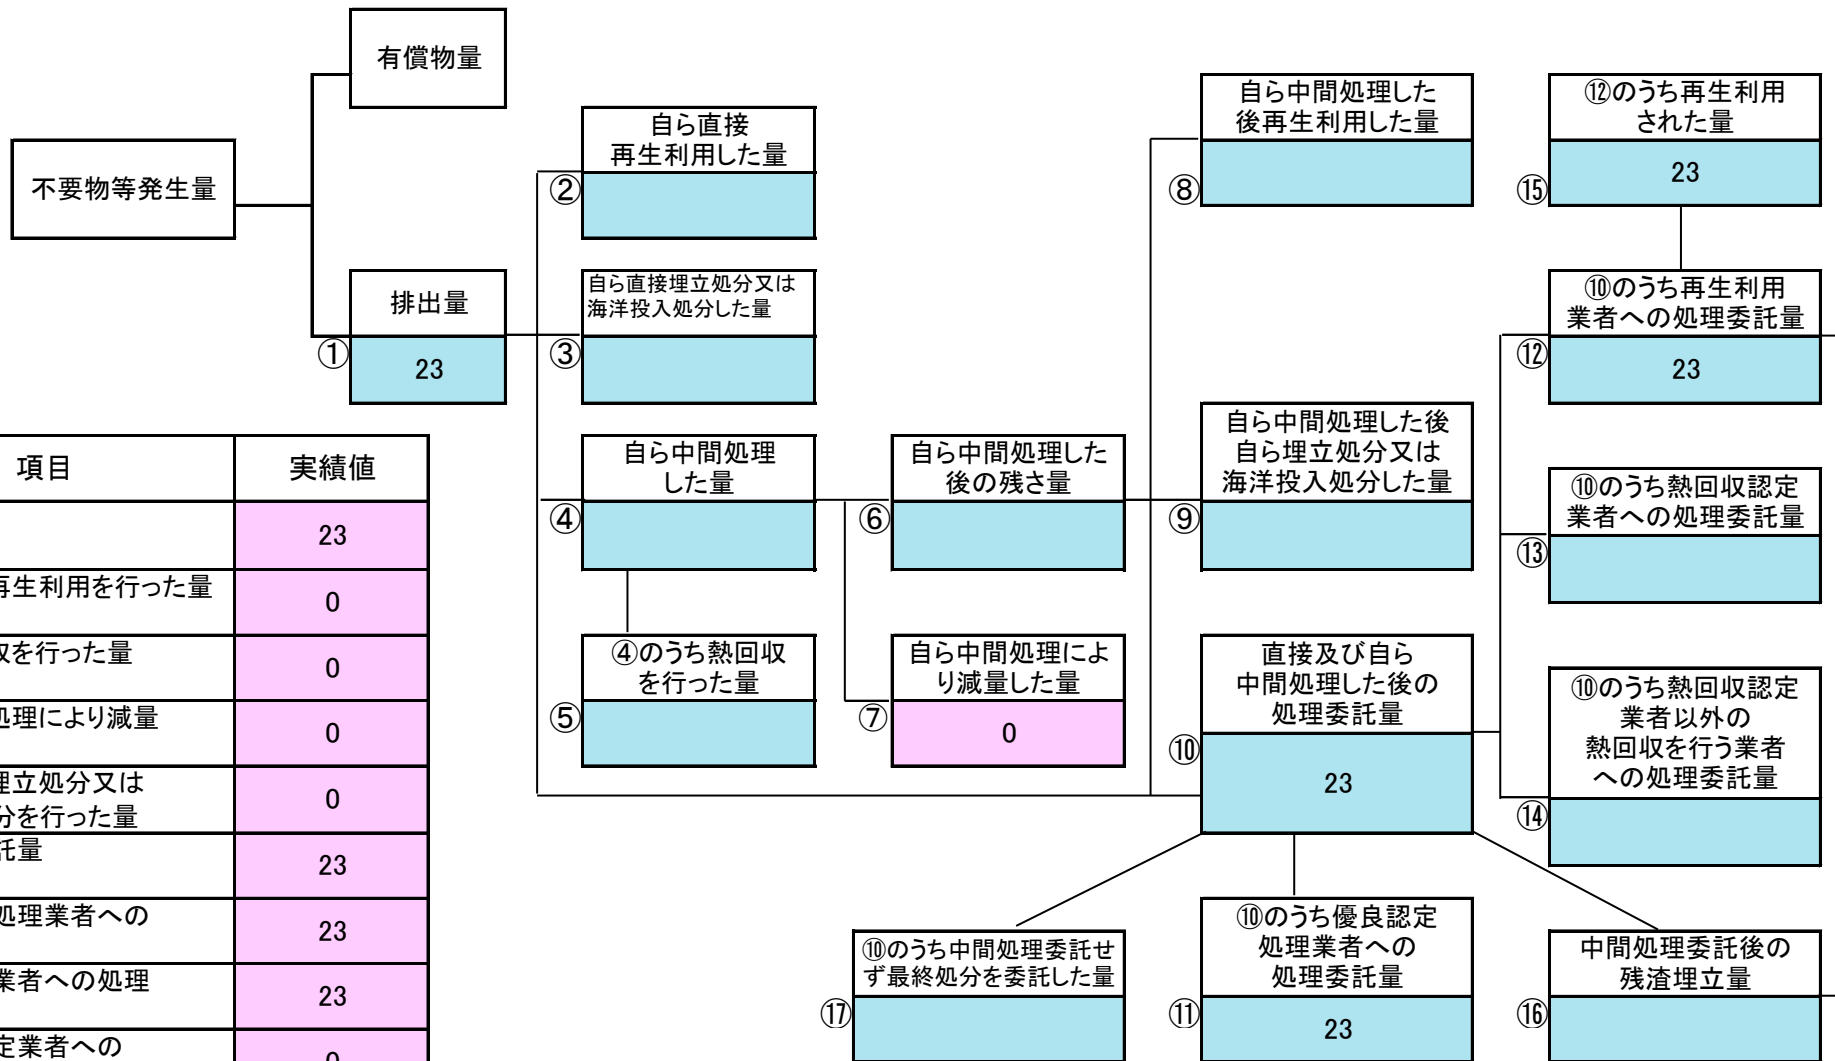 有償物量
不要物等発生量
排出量
①
23
自ら直接
再生利用した量
②
自ら直接埋立処分又は
海洋投入処分した量
③
自ら中間処理
した量
④
④のうち熱回収
を行った量
⑤
自ら中間処理した
後の残さ量
⑥
自ら中間処理によ
り減量した量
⑦
0
自ら中間処理した
後再生利用した量
⑧
自ら中間処理した後
自ら埋立処分又は
海洋投入処分した量
⑨
直接及び自ら
中間処理した後の
処理委託量
⑩
23
⑫のうち再生利用
された量
⑮
23
⑩のうち再生利用
業者への処理委託量
⑫
23
⑩のうち熱回収認定
業者への処理委託量
⑬
⑩のうち熱回収認定
業者以外の
熱回収を行う業者
への処理委託量
⑭
⑩のうち中間処理委託せ
ず最終処分を委託した量
⑰
⑩のうち優良認定
処理業者への
処理委託量
⑪
23
中間処理委託後の
残渣埋立量
⑯
項目 実績値
23
再生利用を行った量
0
を行った量
0
処理により減量
0
埋立処分又は
分を行った量
0
託量
23
処理業者への
23
業者への処理
23
定業者への